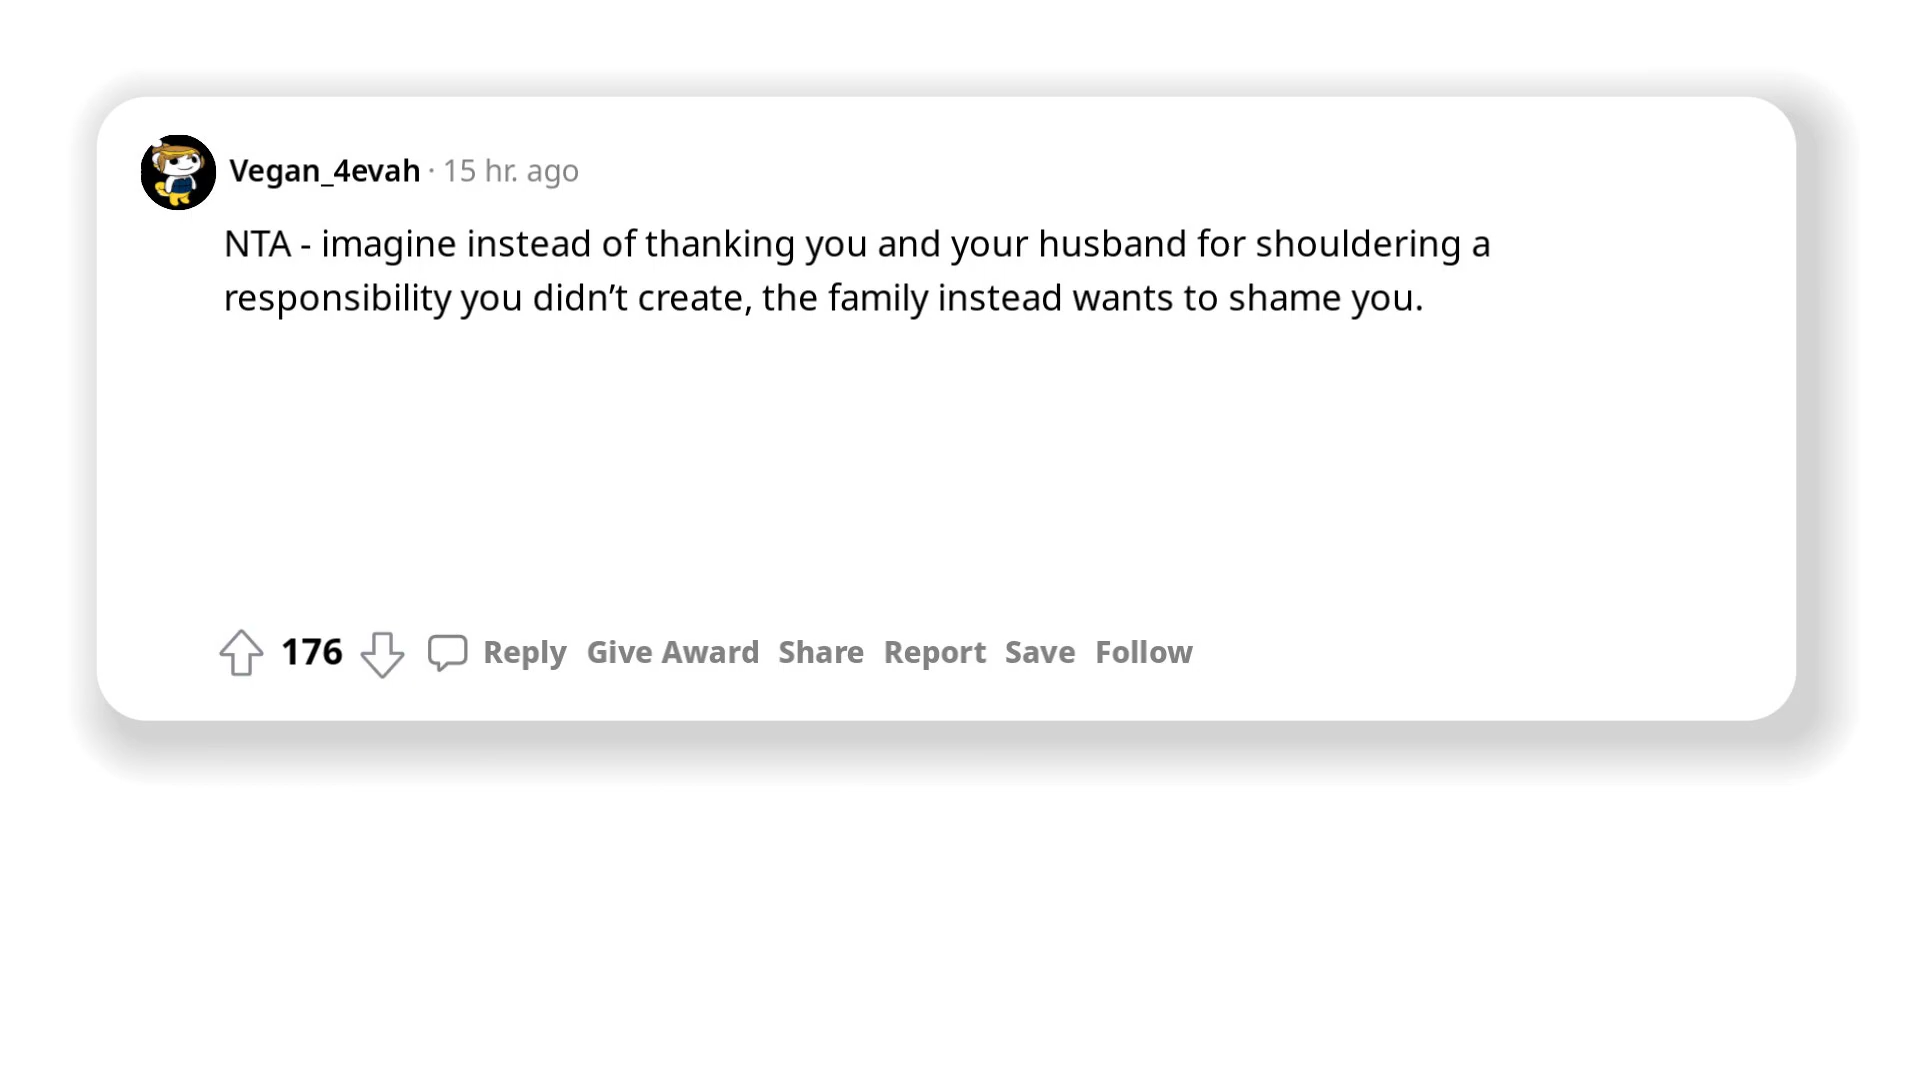 Vegan_4evah · 15 hr. ago
NTA - imagine instead of thanking you and your husband for shouldering a
responsibility you didn’t create, the family instead wants to shame you.
176 Reply Give Award Share Report Save Follow